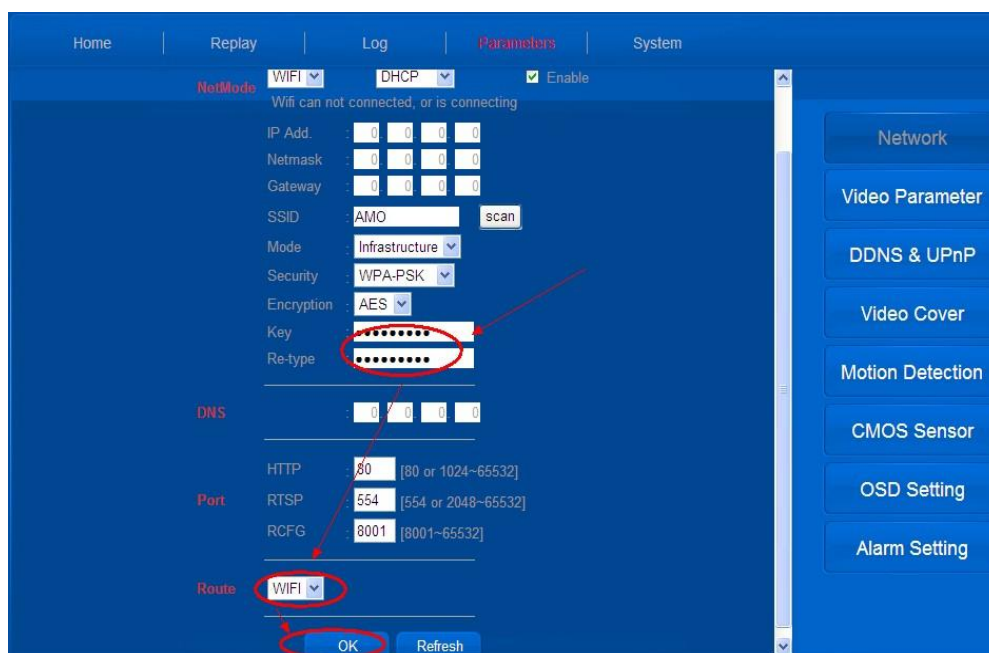 Home Replay Log Parameters System
NetMode WIFI DHCP Enable
Wifi can not connected, or is connecting
IP Add. : 0. 0. 0. 0
Netmask : 0. 0. 0. 0
Gateway : 0. 0. 0. 0
SSID : AMO scan
Mode : Infrastructure
Security : WPA-PSK
Encryption : AES
Key : •••••••••
Re-type : •••••••••
DNS : 0. 0. 0. 0
HTTP : 80 [80 or 1024~65532]
Port RTSP : 554 [554 or 2048~65532]
RCFG : 8001 [8001~65532]
Route WIFI
OK Refresh
Network
Video Parameter
DDNS & UPnP
Video Cover
Motion Detection
CMOS Sensor
OSD Setting
Alarm Setting